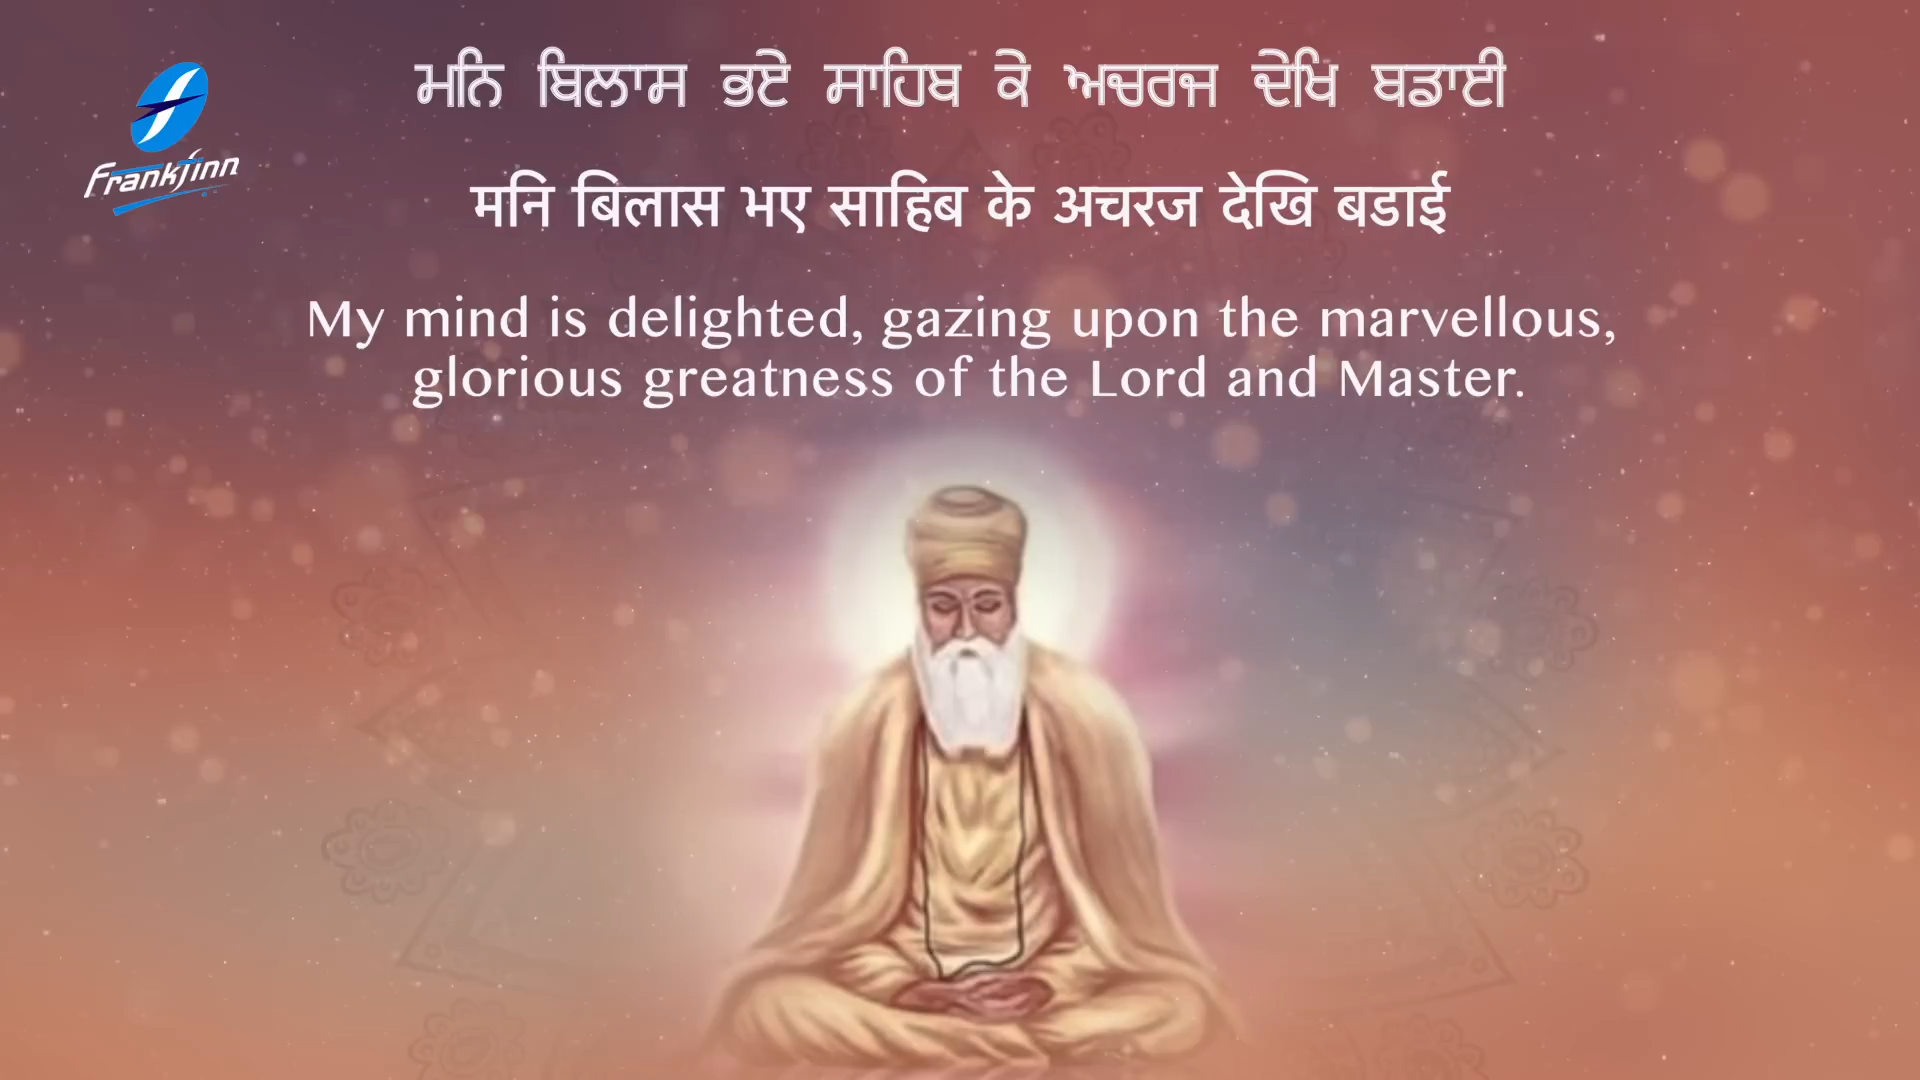 ਮਨਿ ਬਿਲਾਸ ਭਏ ਸਾਹਿਬ ਕੇ ਅਚਰਜ ਦੇਖਿ ਬਡਾਈ
Frankfinn
मनि बिलास भए साहिब के अचरज देखि बडाई
My mind is delighted, gazing upon the marvellous,
glorious greatness of the Lord and Master.